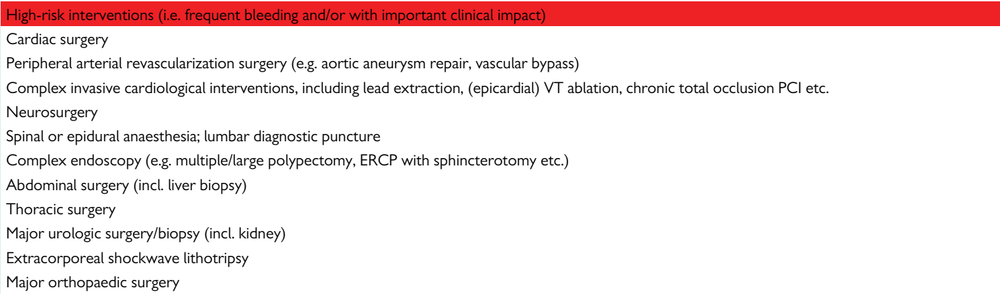 High-risk interventions (i.e. frequent bleeding and/or with important clinical impact)
Cardiac surgery
Peripheral arterial revascularization surgery (e.g. aortic aneurysm repair, vascular bypass)
Complex invasive cardiological interventions, including lead extraction, (epicardial) VT ablation, chronic total occlusion PCI etc.
Neurosurgery
Spinal or epidural anaesthesia; lumbar diagnostic puncture
Complex endoscopy (e.g. multiple/large polypectomy, ERCP with sphincterotomy etc.)
Abdominal surgery (incl. liver biopsy)
Thoracic surgery
Major urologic surgery/biopsy (incl. kidney)
Extracorporeal shockwave lithotripsy
Major orthopaedic surgery